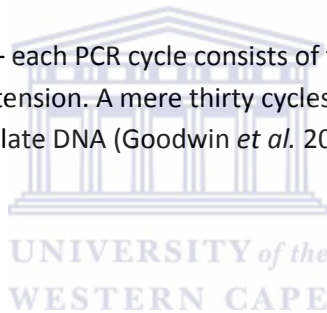 - each PCR cycle consists of
tension. A mere thirty cycles
late DNA (Goodwin et al. 20
UNIVERSITY of the
WESTERN CAPE